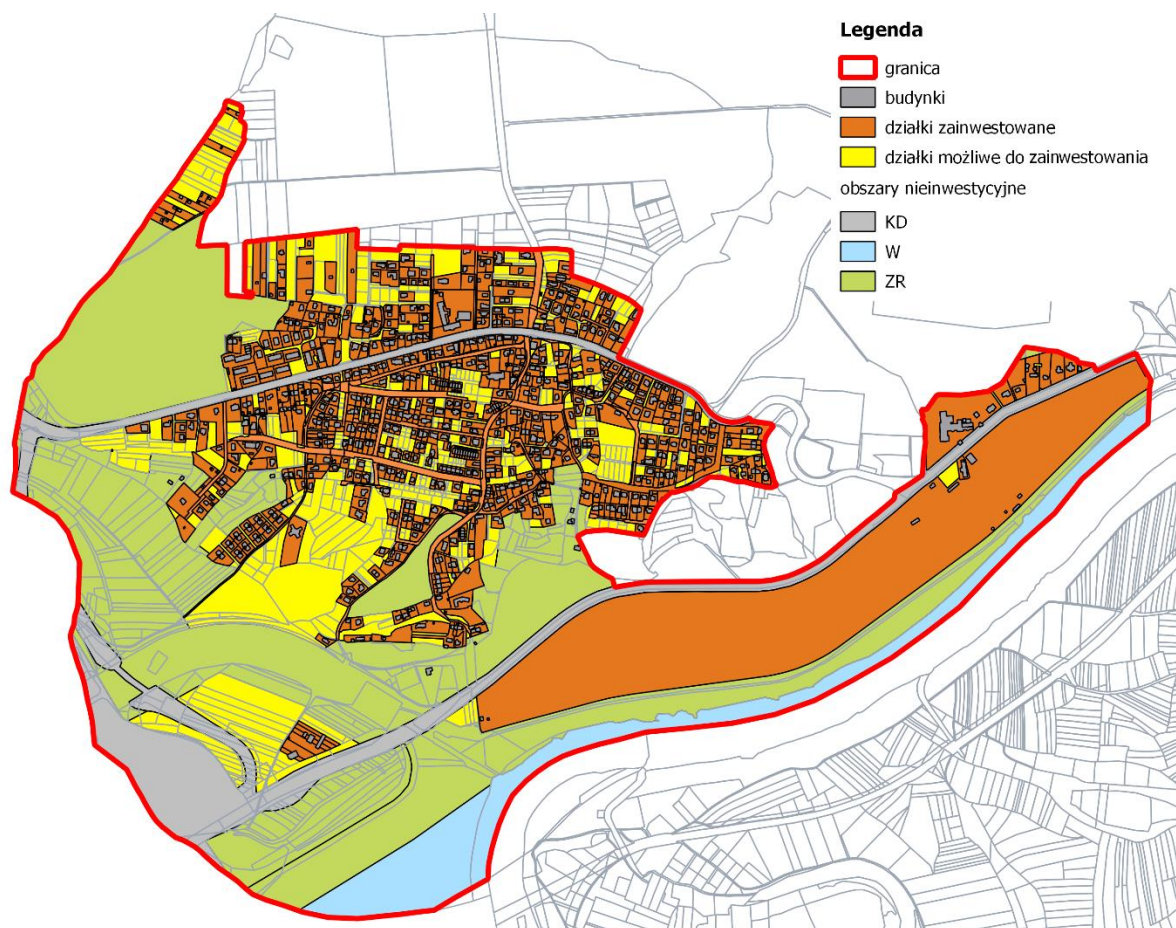 Legenda
granica
budynki
działki zainwestowane
działki możliwe do zainwestowania
obszary nieinwestycyjne
KD
W
ZR